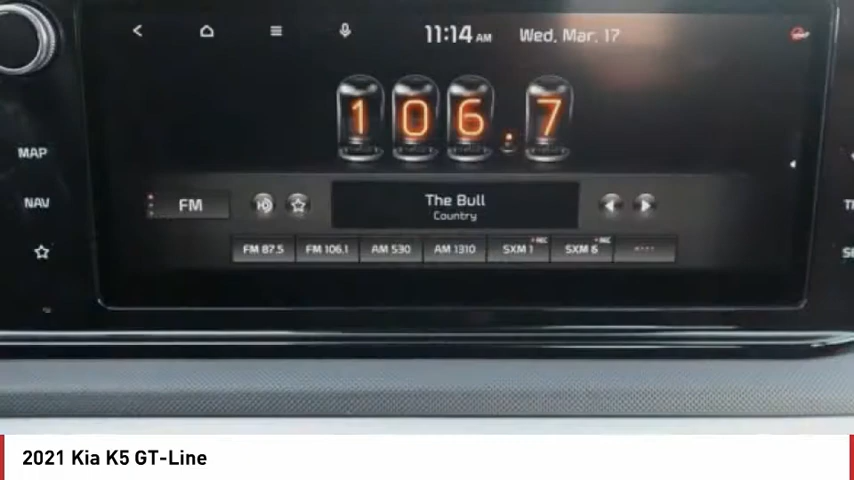 11:14 AM Wed, Mar, 17
106.7
MAP
NAV
FM
The Bull
Country
FM 87.5 FM 106.1 AM 530 AM 1310 SXM 1 SXM 6
2021 Kia K5 GT-Line